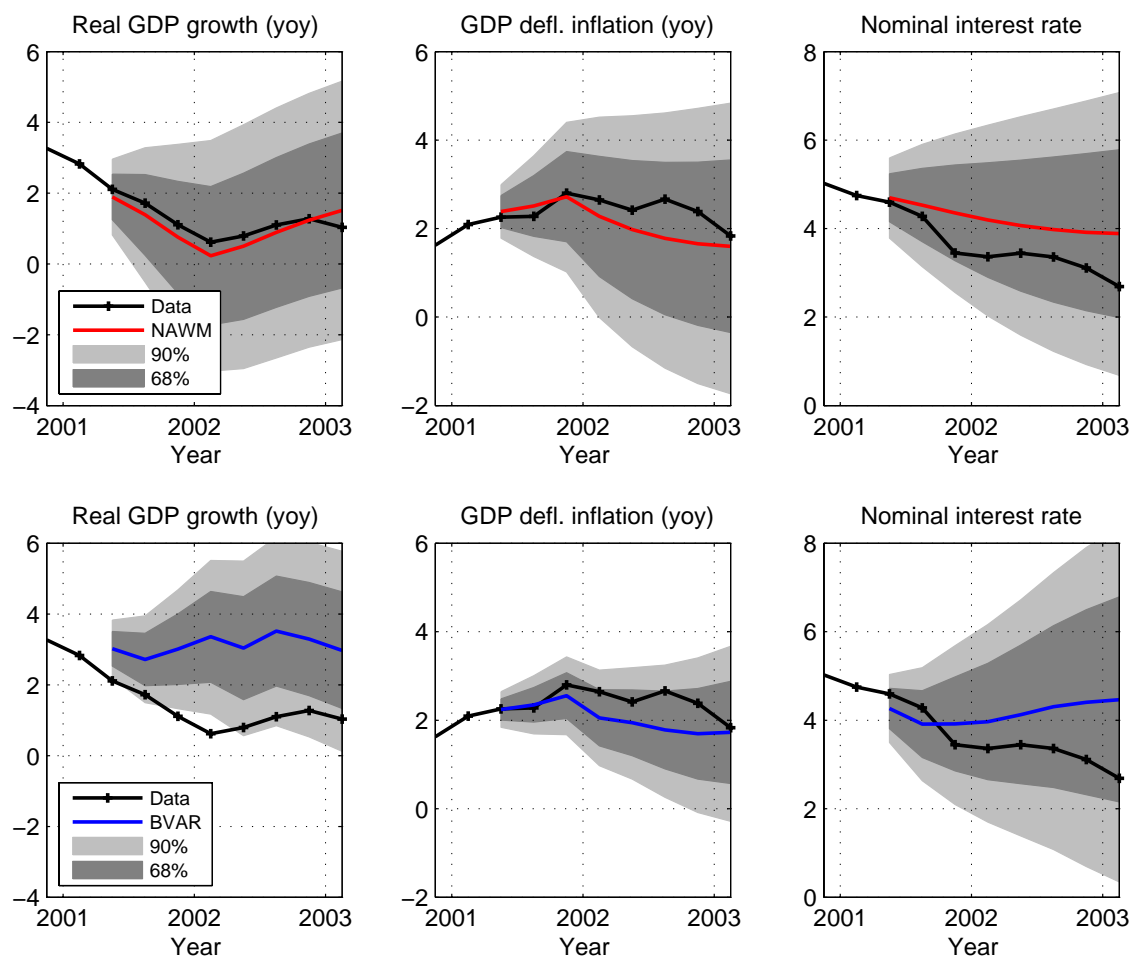 Real GDP growth (yoy)
6
4
2
0
−2
−4
Data
NAWM
90%
68%
2001 2002 2003
Year
GDP defl. inflation (yoy)
6
4
2
0
−2
2001 2002 2003
Year
Nominal interest rate
8
6
4
2
0
2001 2002 2003
Year
Real GDP growth (yoy)
6
4
2
0
−2
−4
Data
BVAR
90%
68%
2001 2002 2003
Year
GDP defl. inflation (yoy)
6
4
2
0
−2
2001 2002 2003
Year
Nominal interest rate
8
6
4
2
0
2001 2002 2003
Year